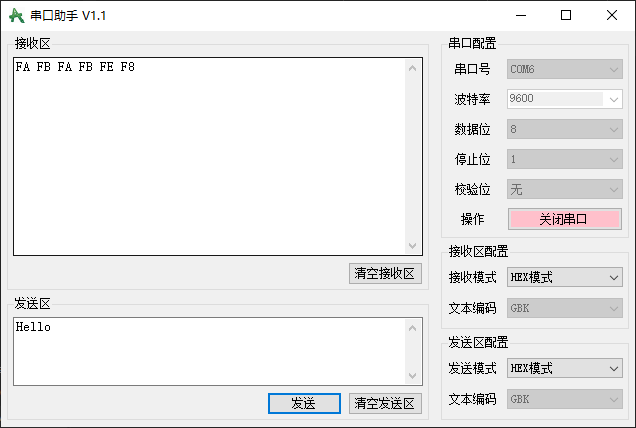 串口助手 V1.1
接收区
FA FB FA FB FE F8
清空接收区
发送区
Hello
发送
清空发送区
串口配置
串口号 COM6
波特率 9600
数据位 8
停止位 1
校验位 无
操作 关闭串口
接收区配置
接收模式 HEX模式
文本编码 GBK
发送区配置
发送模式 HEX模式
文本编码 GBK